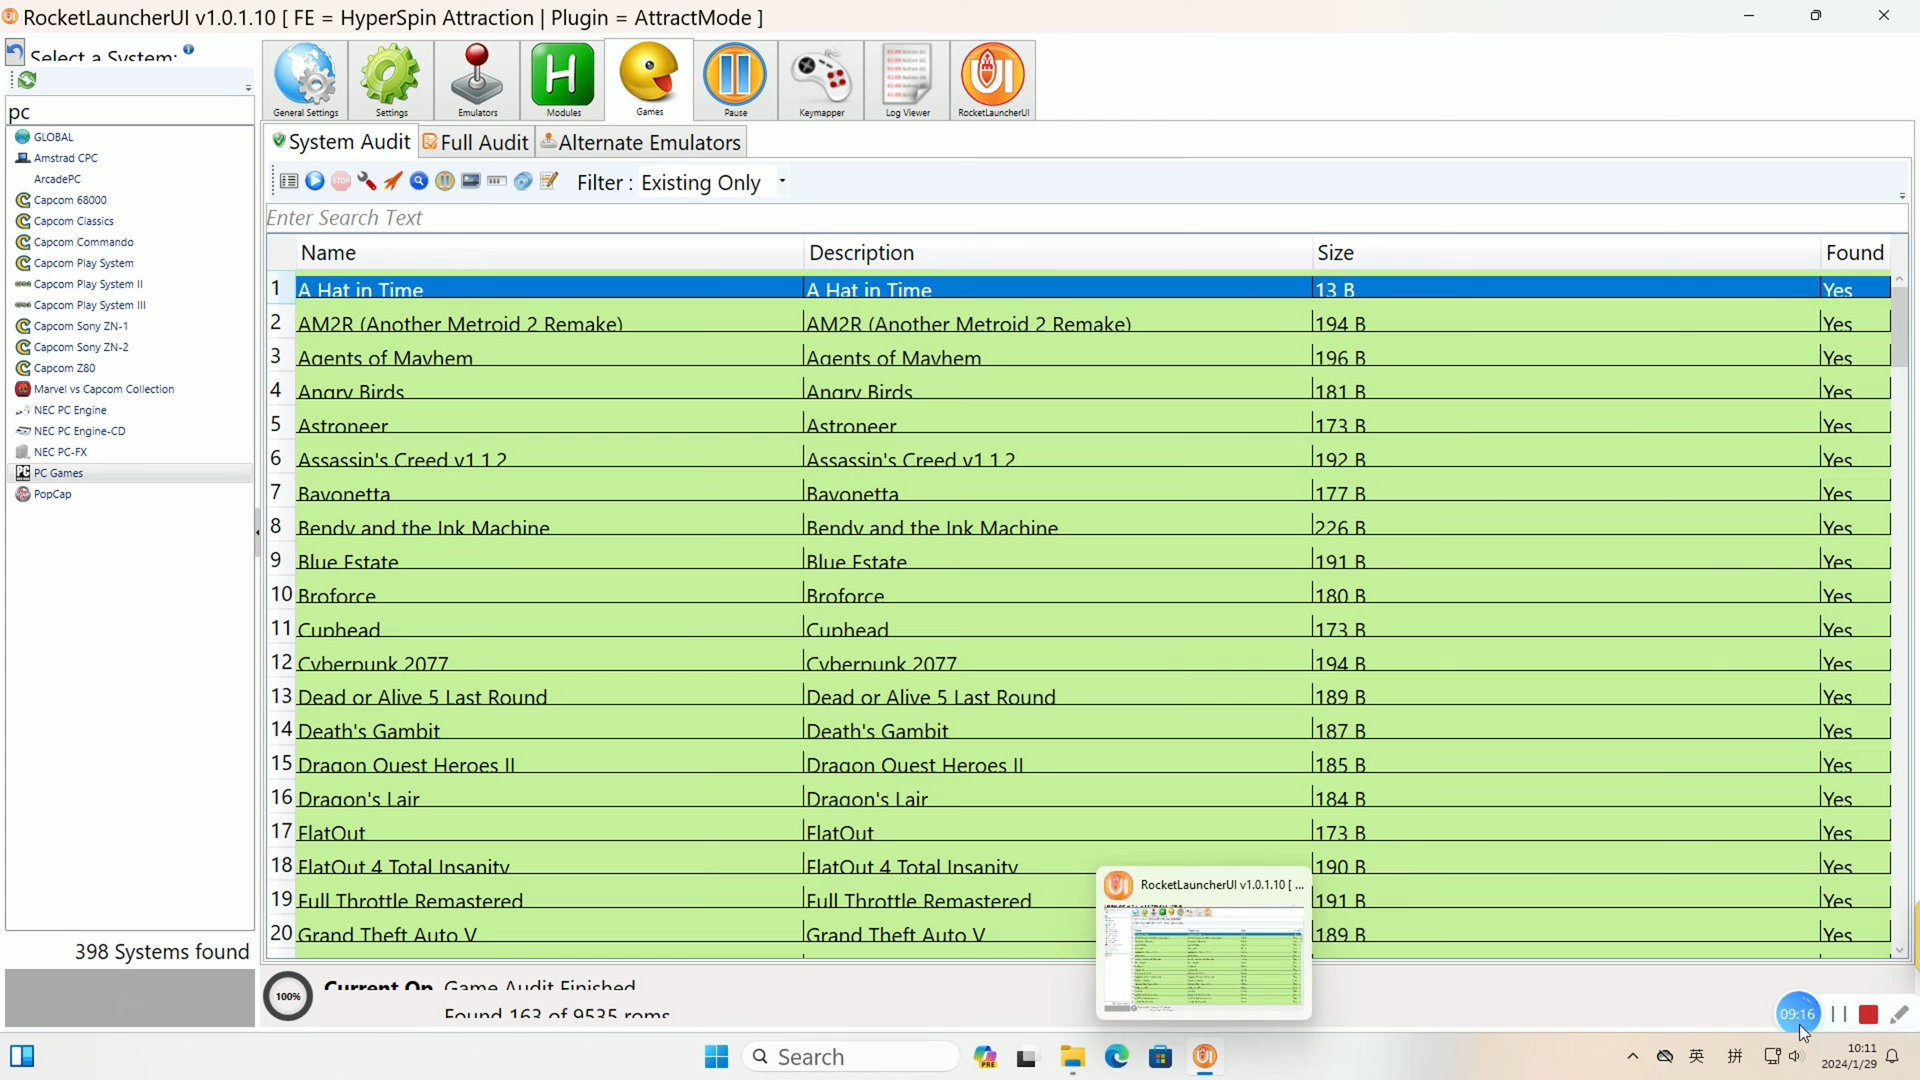 RocketLauncherUI v1.0.1.10 [ FE = HyperSpin Attraction | Plugin = AttractMode ]
Select a System:
pc
GLOBAL
Amstrad CPC
ArcadePC
Capcom 68000
Capcom Classics
Capcom Commando
Capcom Play System
Capcom Play System II
Capcom Play System III
Capcom Sony ZN-1
Capcom Sony ZN-2
Capcom Z80
Marvel vs Capcom Collection
NEC PC Engine
NEC PC Engine-CD
NEC PC-FX
PC Games
PopCap
398 Systems found
General Settings Settings Emulators Modules Games Pause Keymapper Log Viewer RocketLauncherUI
System Audit Full Audit Alternate Emulators
STOP Filter : Existing Only
Enter Search Text
Name Description Size Found
1 A Hat in Time A Hat in Time 13 B Yes
2 AM2R (Another Metroid 2 Remake) AM2R (Another Metroid 2 Remake) 194 B Yes
3 Agents of Mayhem Agents of Mayhem 196 B Yes
4 Angry Birds Angry Birds 181 B Yes
5 Astroneer Astroneer 173 B Yes
6 Assassin's Creed v1 1 2 Assassin's Creed v1 1 2 192 B Yes
7 Bayonetta Bayonetta 177 B Yes
8 Bendy and the Ink Machine Bendy and the Ink Machine 226 B Yes
9 Blue Estate Blue Estate 191 B Yes
10 Broforce Broforce 180 B Yes
11 Cuphead Cuphead 173 B Yes
12 Cyberpunk 2077 Cyberpunk 2077 194 B Yes
13 Dead or Alive 5 Last Round Dead or Alive 5 Last Round 189 B Yes
14 Death's Gambit Death's Gambit 187 B Yes
15 Dragon Quest Heroes II Dragon Quest Heroes II 185 B Yes
16 Dragon's Lair Dragon's Lair 184 B Yes
17 FlatOut FlatOut 173 B Yes
18 FlatOut 4 Total Insanity FlatOut 4 Total Insanity 190 B Yes
19 Full Throttle Remastered Full Throttle Remastered 191 B Yes
20 Grand Theft Auto V Grand Theft Auto V 189 B Yes
RocketLauncherUI v1.0.1.10 [ ...
100% Current Op Game Audit Finished
Found 163 of 9535 roms
09:16
Search
英 拼 10:11
2024/1/29